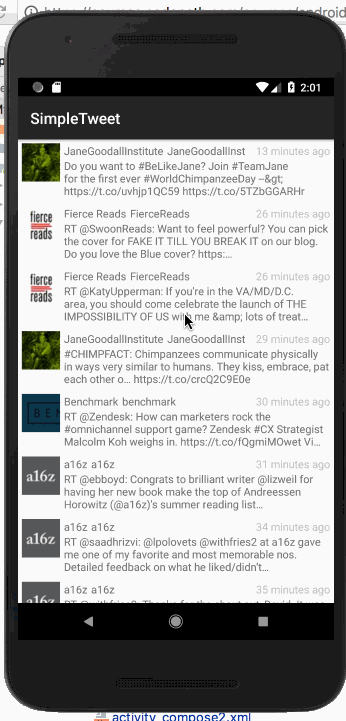 2:01
SimpleTweet
JaneGoodallInstitute JaneGoodallInst 13 minutes ago
Do you want to #BeLikeJane? Join #TeamJane
for the first ever #WorldChimpanzeeDay --&gt;
https://t.co/uvhjp1QC59 https://t.co/5TZbGGARHr
fierce
reads
Fierce Reads FierceReads 26 minutes ago
RT @SwoonReads: Want to feel powerful? You can pick
the cover for FAKE IT TILL YOU BREAK IT on our blog.
Do you love the Blue cover? https:...
fierce
reads
Fierce Reads FierceReads 26 minutes ago
RT @KatyUpperman: If you're in the VA/MD/D.C.
area, you should come celebrate the launch of THE
IMPOSSIBILITY OF US with me &amp; lots of treat...
JaneGoodallInstitute JaneGoodallInst 29 minutes ago
#CHIMPFACT: Chimpanzees communicate physically
in ways very similar to humans. They kiss, embrace, pat
each other o... https://t.co/crcQ2C9E0e
BEN
Benchmark benchmark 30 minutes ago
RT @Zendesk: How can marketers rock the
#omnichannel support game? Zendesk #CX Strategist
Malcolm Koh weighs in. https://t.co/fQgmiMOwet Vi...
a16z
a16z a16z 31 minutes ago
RT @ebboyd: Congrats to brilliant writer @lizweil for
having her new book make the top of Andreessen
Horowitz (@a16z)'s summer reading list...
a16z
a16z a16z 34 minutes ago
RT @saadhrizvi: @lpolovets @withfries2 at a16z gave
me one of my favorite and most memorable nos.
Detailed feedback on what he liked/didn't...
a16z
a16z a16z 35 minutes ago
activity_compose2.xml